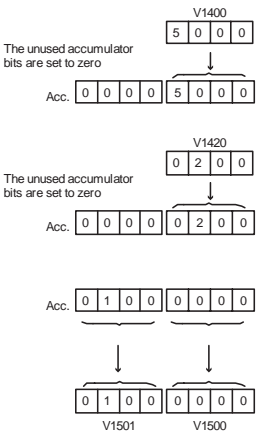 V1400
5 0 0 0
The unused accumulator
bits are set to zero
Acc. 0 0 0 0 5 0 0 0
V1420
0 2 0 0
The unused accumulator
bits are set to zero
Acc. 0 0 0 0 0 2 0 0
Acc. 0 1 0 0 0 0 0 0
0 1 0 0 0 0 0 0
V1501 V1500